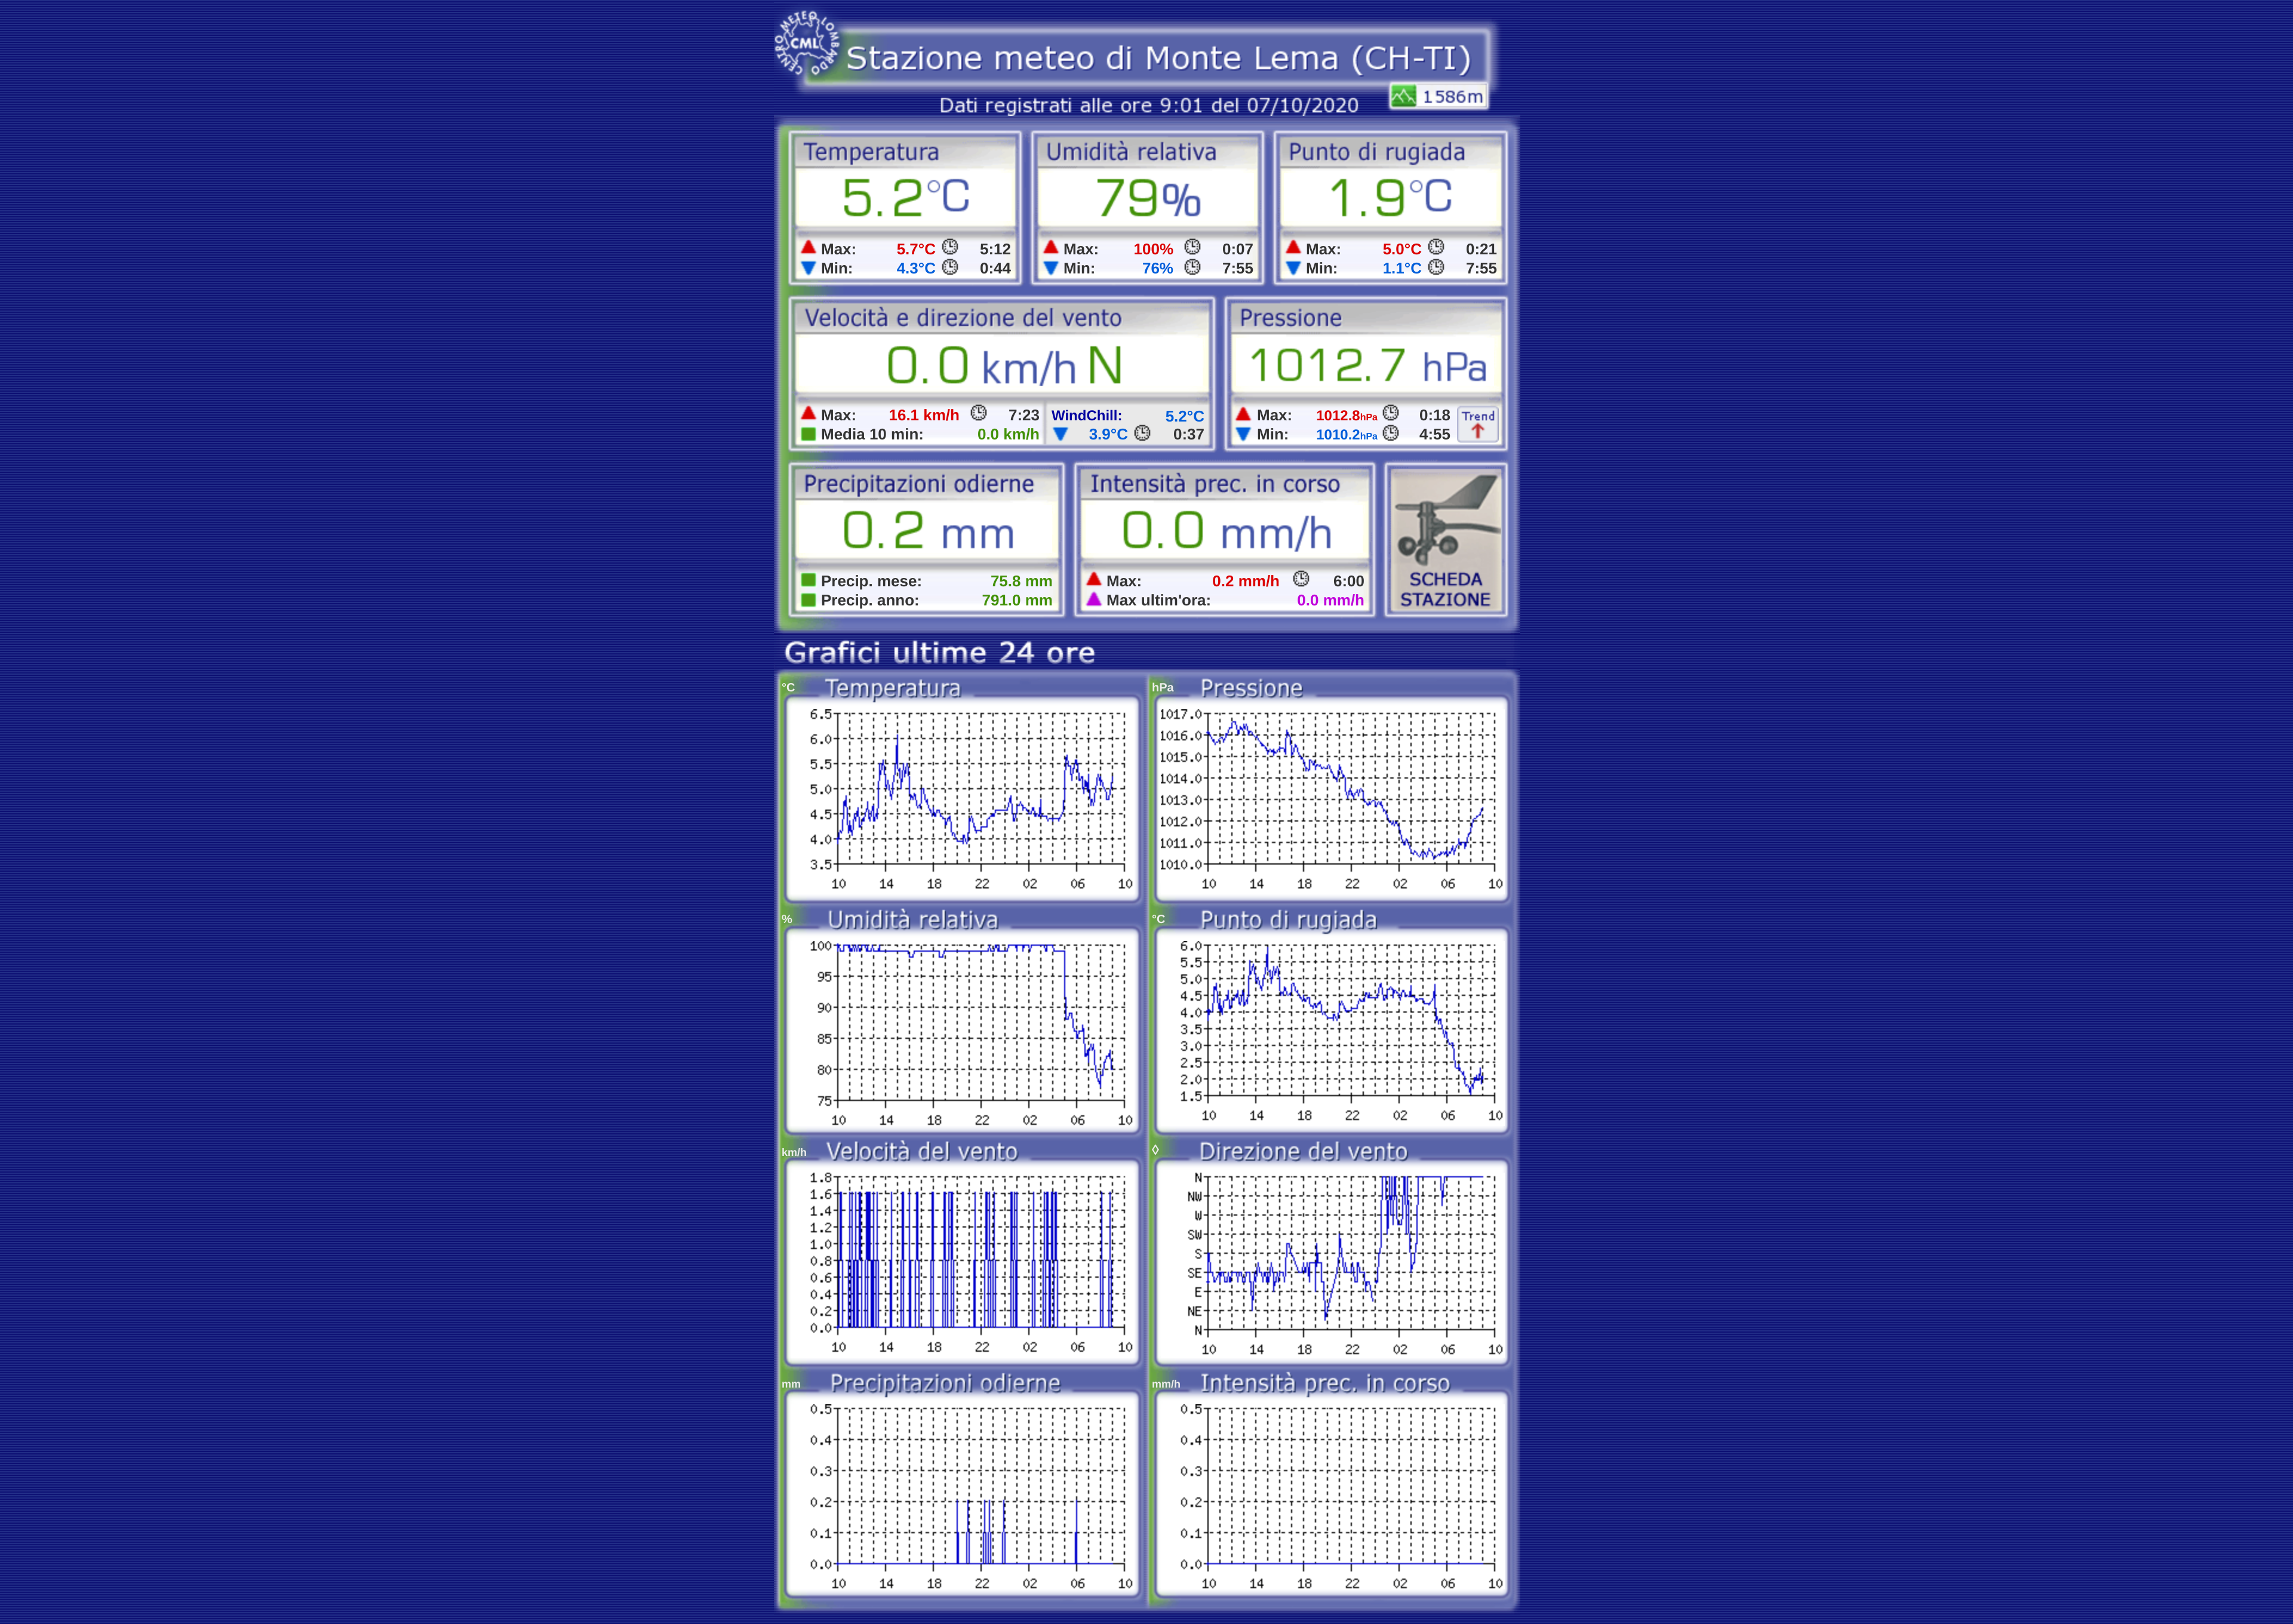 CENTRO METEO LOMBARDO
CML
Stazione meteo di Monte Lema (CH-TI)
1586m
Dati registrati alle ore 9:01 del 07/10/2020
Temperatura
5.2°C
Max: 5.7°C 5:12
Min: 4.3°C 0:44
Umidità relativa
79%
Max: 100% 0:07
Min: 76% 7:55
Punto di rugiada
1.9°C
Max: 5.0°C 0:21
Min: 1.1°C 7:55
Velocità e direzione del vento
0.0 km/h N
Max: 16.1 km/h 7:23
Media 10 min: 0.0 km/h
WindChill: 5.2°C
3.9°C 0:37
Pressione
1012.7 hPa
Max: 1012.8hPa 0:18
Min: 1010.2hPa 4:55
Trend
Precipitazioni odierne
0.2 mm
Precip. mese: 75.8 mm
Precip. anno: 791.0 mm
Intensità prec. in corso
0.0 mm/h
Max: 0.2 mm/h 6:00
Max ultim'ora: 0.0 mm/h
SCHEDA
STAZIONE
Grafici ultime 24 ore
°C Temperatura
6.5
6.0
5.5
5.0
4.5
4.0
3.5
10 14 18 22 02 06 10
hPa Pressione
1017.0
1016.0
1015.0
1014.0
1013.0
1012.0
1011.0
1010.0
10 14 18 22 02 06 10
% Umidità relativa
100
95
90
85
80
75
10 14 18 22 02 06 10
°C Punto di rugiada
6.0
5.5
5.0
4.5
4.0
3.5
3.0
2.5
2.0
1.5
10 14 18 22 02 06 10
km/h Velocità del vento
1.8
1.6
1.4
1.2
1.0
0.8
0.6
0.4
0.2
0.0
10 14 18 22 02 06 10
◊ Direzione del vento
N
NW
W
SW
S
SE
E
NE
N
10 14 18 22 02 06 10
mm Precipitazioni odierne
0.5
0.4
0.3
0.2
0.1
0.0
10 14 18 22 02 06 10
mm/h Intensità prec. in corso
0.5
0.4
0.3
0.2
0.1
0.0
10 14 18 22 02 06 10